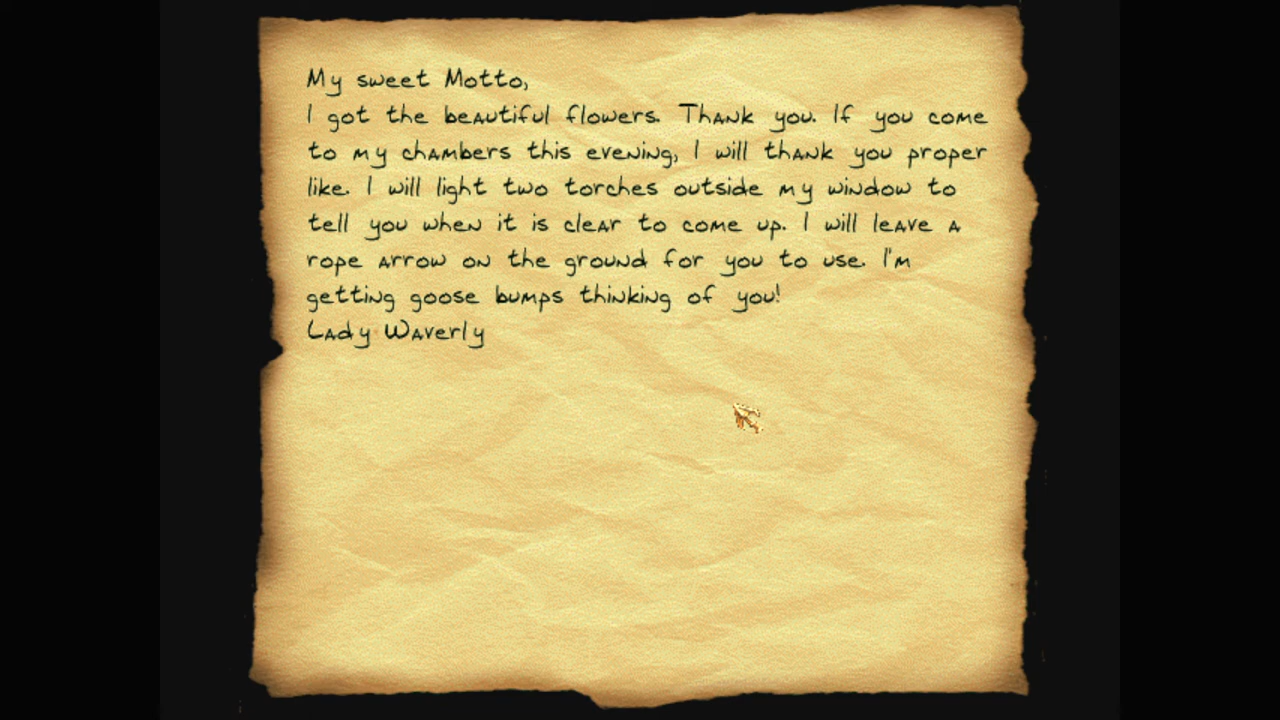 My sweet Motto,
I got the beautiful flowers. Thank you. If you come
to my chambers this evening, I will thank you proper
like. I will light two torches outside my window to
tell you when it is clear to come up. I will leave a
rope arrow on the ground for you to use. I'm
getting goose bumps thinking of you!
Lady Waverly